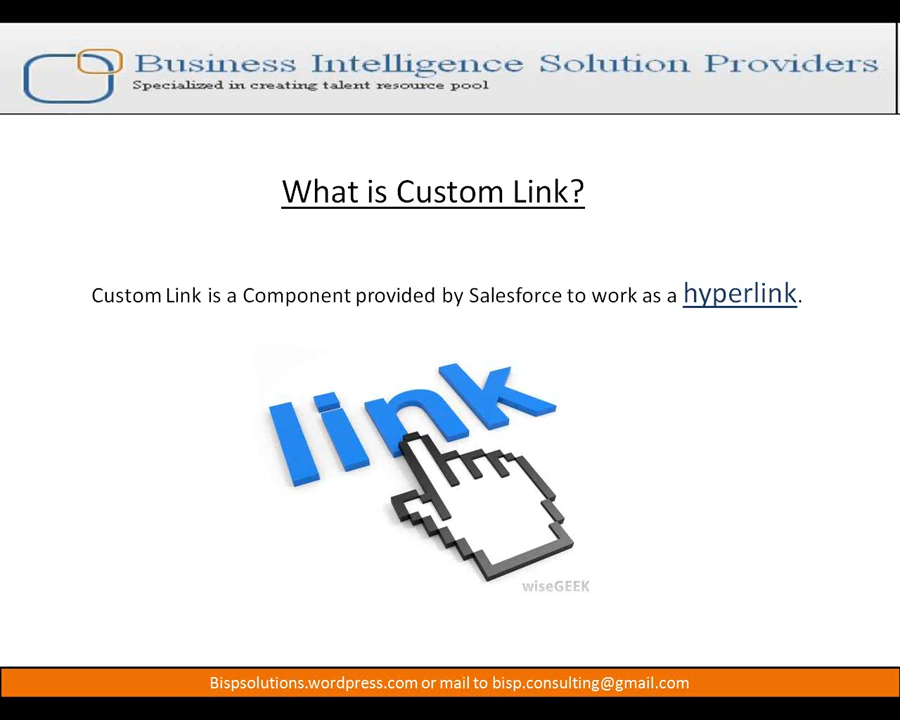 Business Intelligence Solution Providers
Specialized in creating talent resource pool
What is Custom Link?
Custom Link is a Component provided by Salesforce to work as a hyperlink.
link
wiseGEEK
Bispsolutions.wordpress.com or mail to bisp.consulting@gmail.com